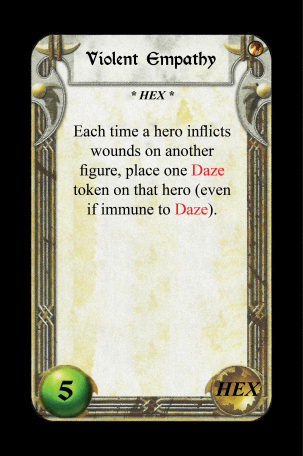 Violent Empathy
* HEX *
Each time a hero inflicts
wounds on another
figure, place one Daze
token on that hero (even
if immune to Daze).
5
HEX